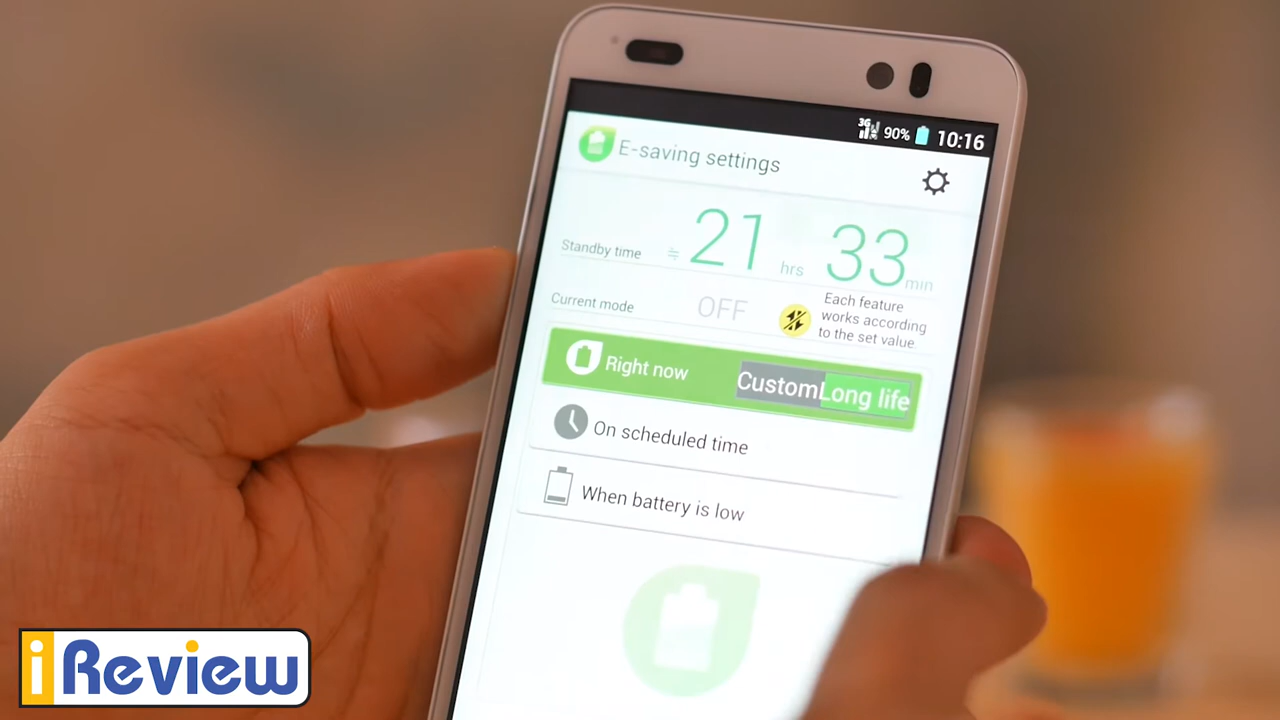 3G 90% 10:16
E-saving settings
Standby time ≒ 21 hrs 33 min
Current mode OFF
Each feature
works according
to the set value.
Right now Custom Long life
On scheduled time
When battery is low
iReview